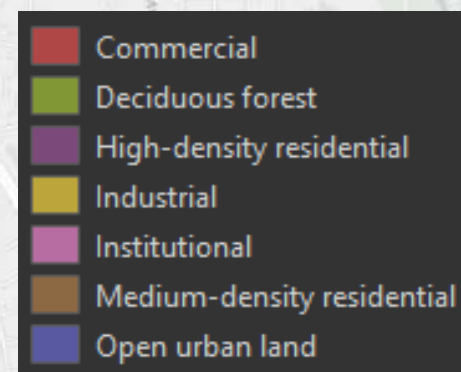 Commercial
Deciduous forest
High-density residential
Industrial
Institutional
Medium-density residential
Open urban land